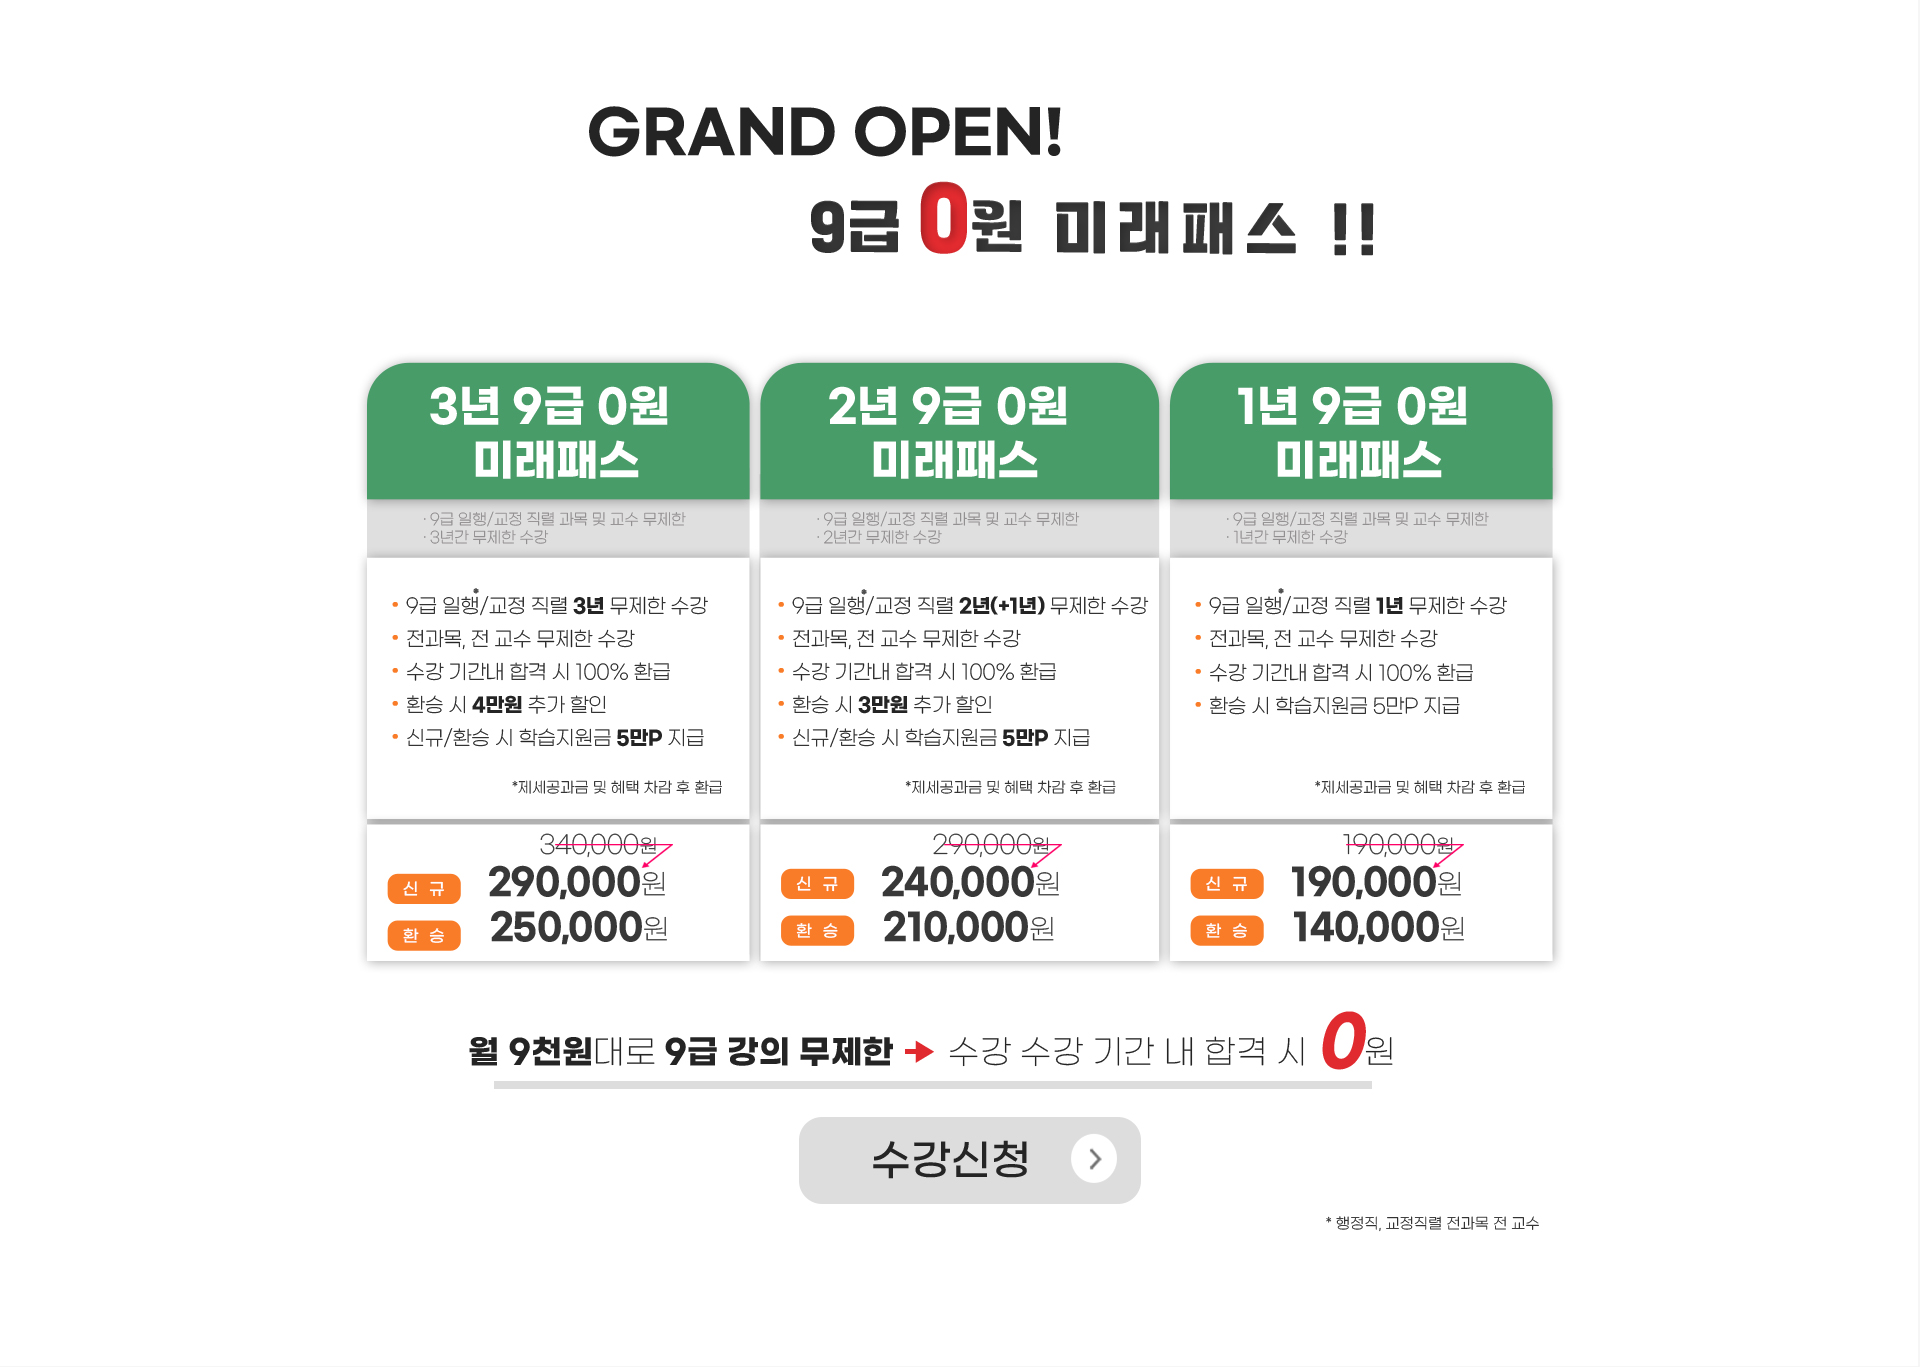 GRAND OPEN!
9급 0원 미래패스 !!
3년 9급 0원
미래패스
· 9급 일행/교정 직렬 과목 및 교수 무제한
· 3년간 무제한 수강
• 9급 일행*/교정 직렬 3년 무제한 수강
• 전과목, 전 교수 무제한 수강
• 수강 기간내 합격 시 100% 환급
• 환승 시 4만원 추가 할인
• 신규/환승 시 학습지원금 5만P 지급
*제세공과금 및 혜택 차감 후 환급
340,000원
신 규 290,000원
환 승 250,000원
2년 9급 0원
미래패스
· 9급 일행/교정 직렬 과목 및 교수 무제한
· 2년간 무제한 수강
• 9급 일행*/교정 직렬 2년(+1년) 무제한 수강
• 전과목, 전 교수 무제한 수강
• 수강 기간내 합격 시 100% 환급
• 환승 시 3만원 추가 할인
• 신규/환승 시 학습지원금 5만P 지급
*제세공과금 및 혜택 차감 후 환급
290,000원
신 규 240,000원
환 승 210,000원
1년 9급 0원
미래패스
· 9급 일행/교정 직렬 과목 및 교수 무제한
· 1년간 무제한 수강
• 9급 일행*/교정 직렬 1년 무제한 수강
• 전과목, 전 교수 무제한 수강
• 수강 기간내 합격 시 100% 환급
• 환승 시 학습지원금 5만P 지급
*제세공과금 및 혜택 차감 후 환급
190,000원
신 규 190,000원
환 승 140,000원
월 9천원대로 9급 강의 무제한 → 수강 수강 기간 내 합격 시 0원
수강신청
* 행정직, 교정직렬 전과목 전 교수